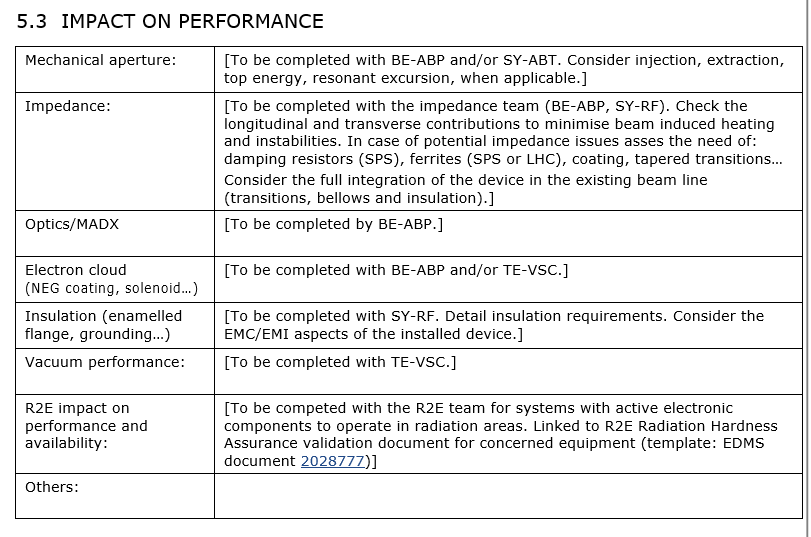 5.3 IMPACT ON PERFORMANCE
Mechanical aperture:
[To be completed with BE-ABP and/or SY-ABT. Consider injection, extraction,
top energy, resonant excursion, when applicable.]
Impedance:
[To be completed with the impedance team (BE-ABP, SY-RF). Check the
longitudinal and transverse contributions to minimise beam induced heating
and instabilities. In case of potential impedance issues asses the need of:
damping resistors (SPS), ferrites (SPS or LHC), coating, tapered transitions…
Consider the full integration of the device in the existing beam line
(transitions, bellows and insulation).]
Optics/MADX
[To be completed by BE-ABP.]
Electron cloud
(NEG coating, solenoid…)
[To be completed with BE-ABP and/or TE-VSC.]
Insulation (enamelled
flange, grounding…)
[To be completed with SY-RF. Detail insulation requirements. Consider the
EMC/EMI aspects of the installed device.]
Vacuum performance:
[To be completed with TE-VSC.]
R2E impact on
performance and
availability:
[To be competed with the R2E team for systems with active electronic
components to operate in radiation areas. Linked to R2E Radiation Hardness
Assurance validation document for concerned equipment (template: EDMS
document 2028777)]
Others: